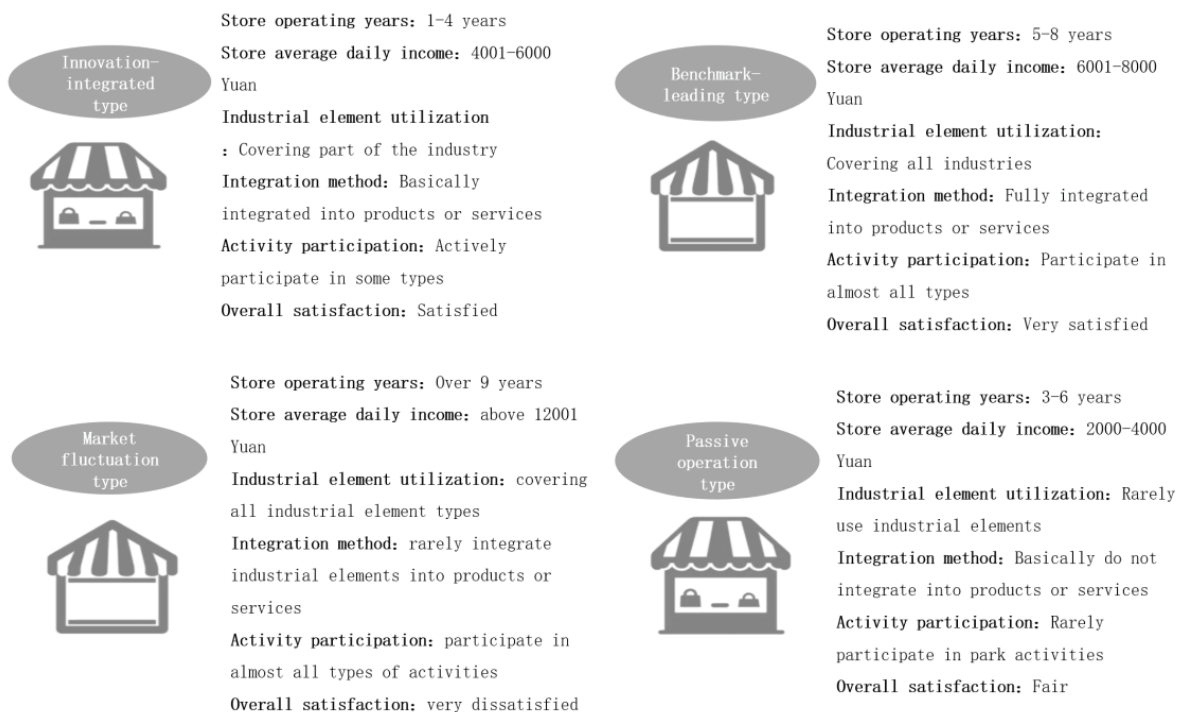 Innovation-
integrated
type
Store operating years: 1-4 years
Store average daily income: 4001-6000
Yuan
Industrial element utilization
: Covering part of the industry
Integration method: Basically
integrated into products or services
Activity participation: Actively
participate in some types
Overall satisfaction: Satisfied
Benchmark-
leading type
Store operating years: 5-8 years
Store average daily income: 6001-8000
Yuan
Industrial element utilization:
Covering all industries
Integration method: Fully integrated
into products or services
Activity participation: Participate in
almost all types
Overall satisfaction: Very satisfied
Market
fluctuation
type
Store operating years: Over 9 years
Store average daily income: above 12001
Yuan
Industrial element utilization: covering
all industrial element types
Integration method: rarely integrate
industrial elements into products or
services
Activity participation: participate in
almost all types of activities
Overall satisfaction: very dissatisfied
Passive
operation
type
Store operating years: 3-6 years
Store average daily income: 2000-4000
Yuan
Industrial element utilization: Rarely
use industrial elements
Integration method: Basically do not
integrate into products or services
Activity participation: Rarely
participate in park activities
Overall satisfaction: Fair